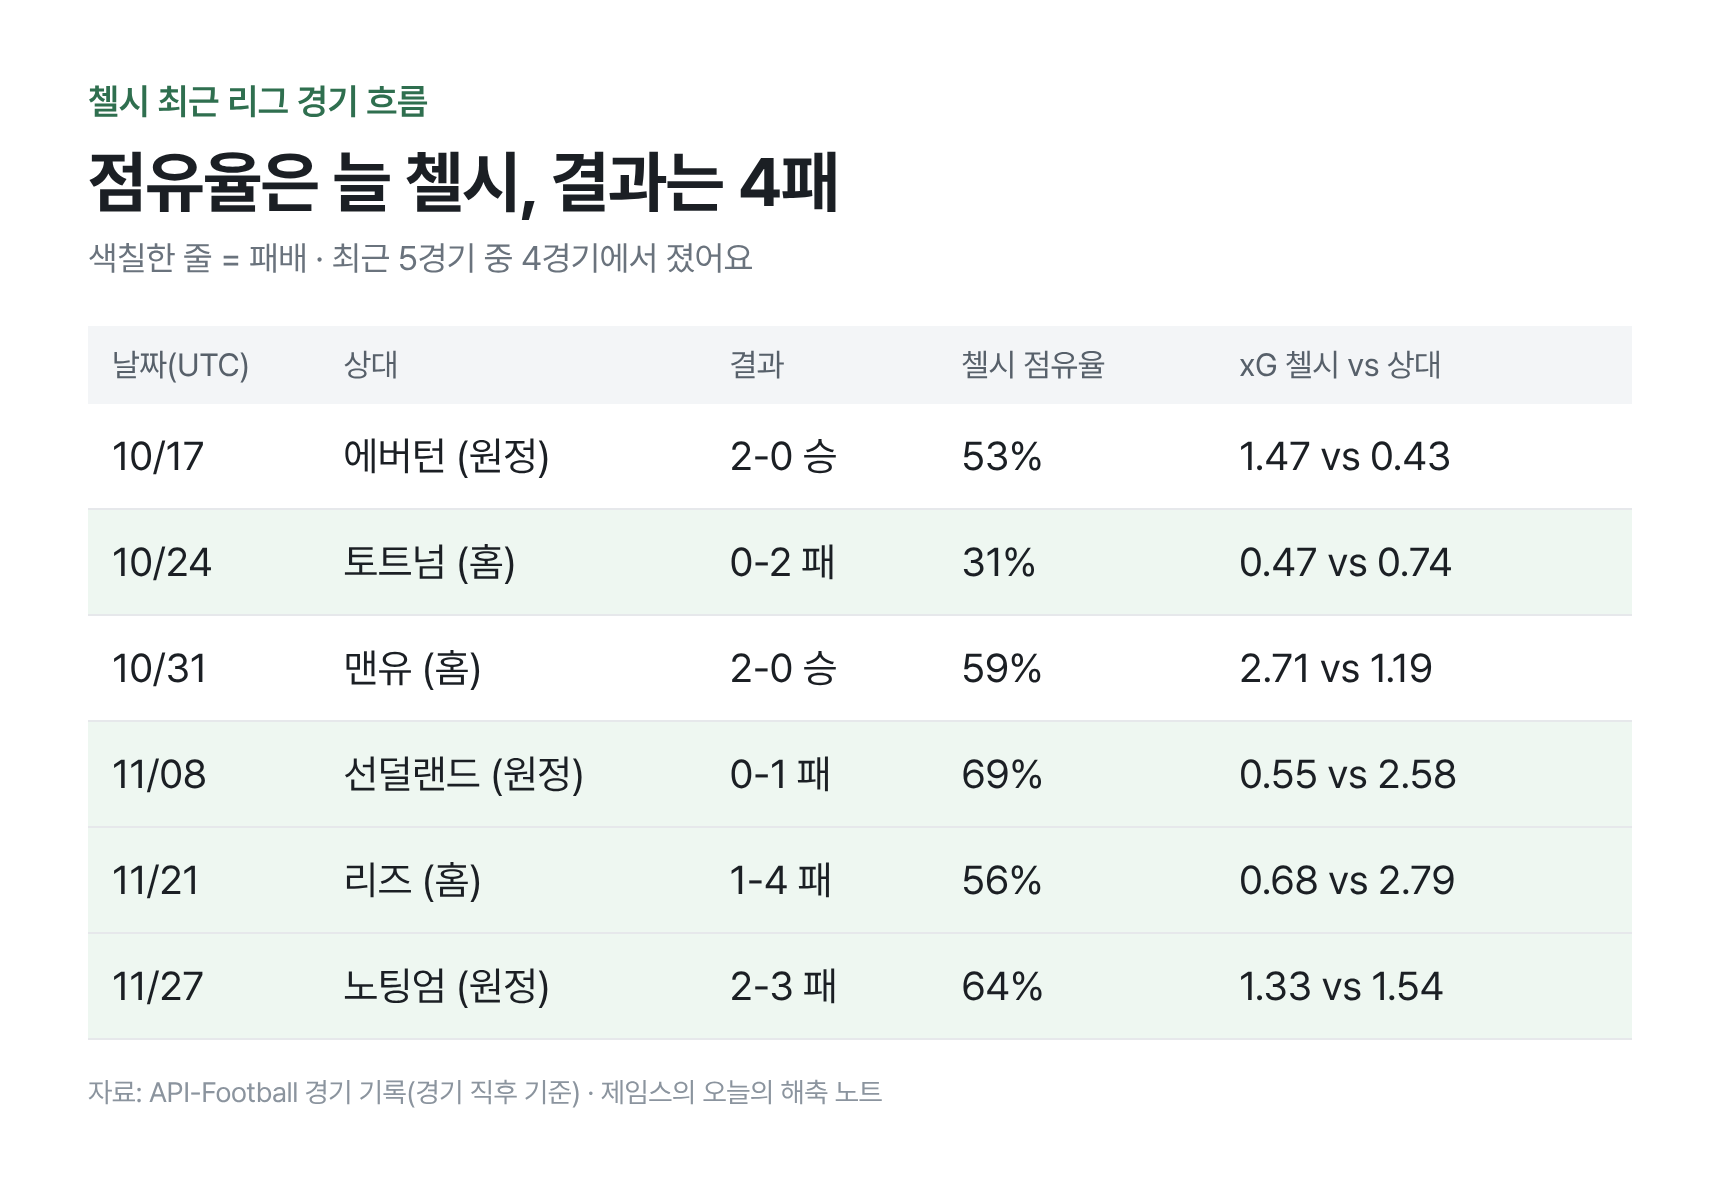 첼시 최근 리그 경기 흐름
점유율은 늘 첼시, 결과는 4패
색칠한 줄 = 패배 · 최근 5경기 중 4경기에서 졌어요
날짜(UTC) 상대 결과 첼시 점유율 xG 첼시 vs 상대
10/17 에버턴 (원정) 2-0 승 53% 1.47 vs 0.43
10/24 토트넘 (홈) 0-2 패 31% 0.47 vs 0.74
10/31 맨유 (홈) 2-0 승 59% 2.71 vs 1.19
11/08 선덜랜드 (원정) 0-1 패 69% 0.55 vs 2.58
11/21 리즈 (홈) 1-4 패 56% 0.68 vs 2.79
11/27 노팅엄 (원정) 2-3 패 64% 1.33 vs 1.54
자료: API-Football 경기 기록(경기 직후 기준) · 제임스의 오늘의 해축 노트